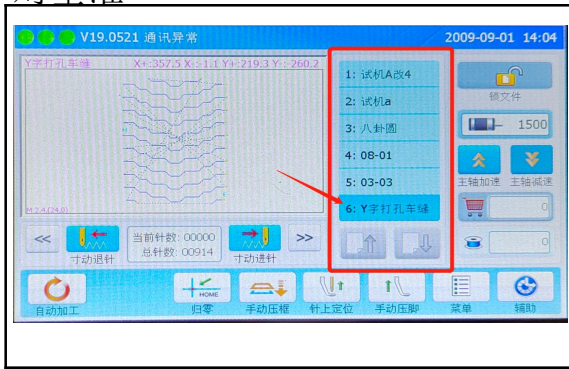 V19.0521 通讯异常 2009-09-01 14:04
Y字打孔车缝 X+:357.5 X-:-1.1 Y+:219.3 Y-:-260.2
1: 试机A改4
2: 试机a
3: 八卦圆
4: 08-01
5: 03-03
6: Y字打孔车缝
锁文件
1500
主轴加速 主轴减速
0
0
M:2.4(24.0)
<<
寸动退针
当前针数: 00000
总针数: 00914
寸动进针
>>
自动加工
HOME
归零
手动压框
针上定位
手动压脚
菜单
辅助